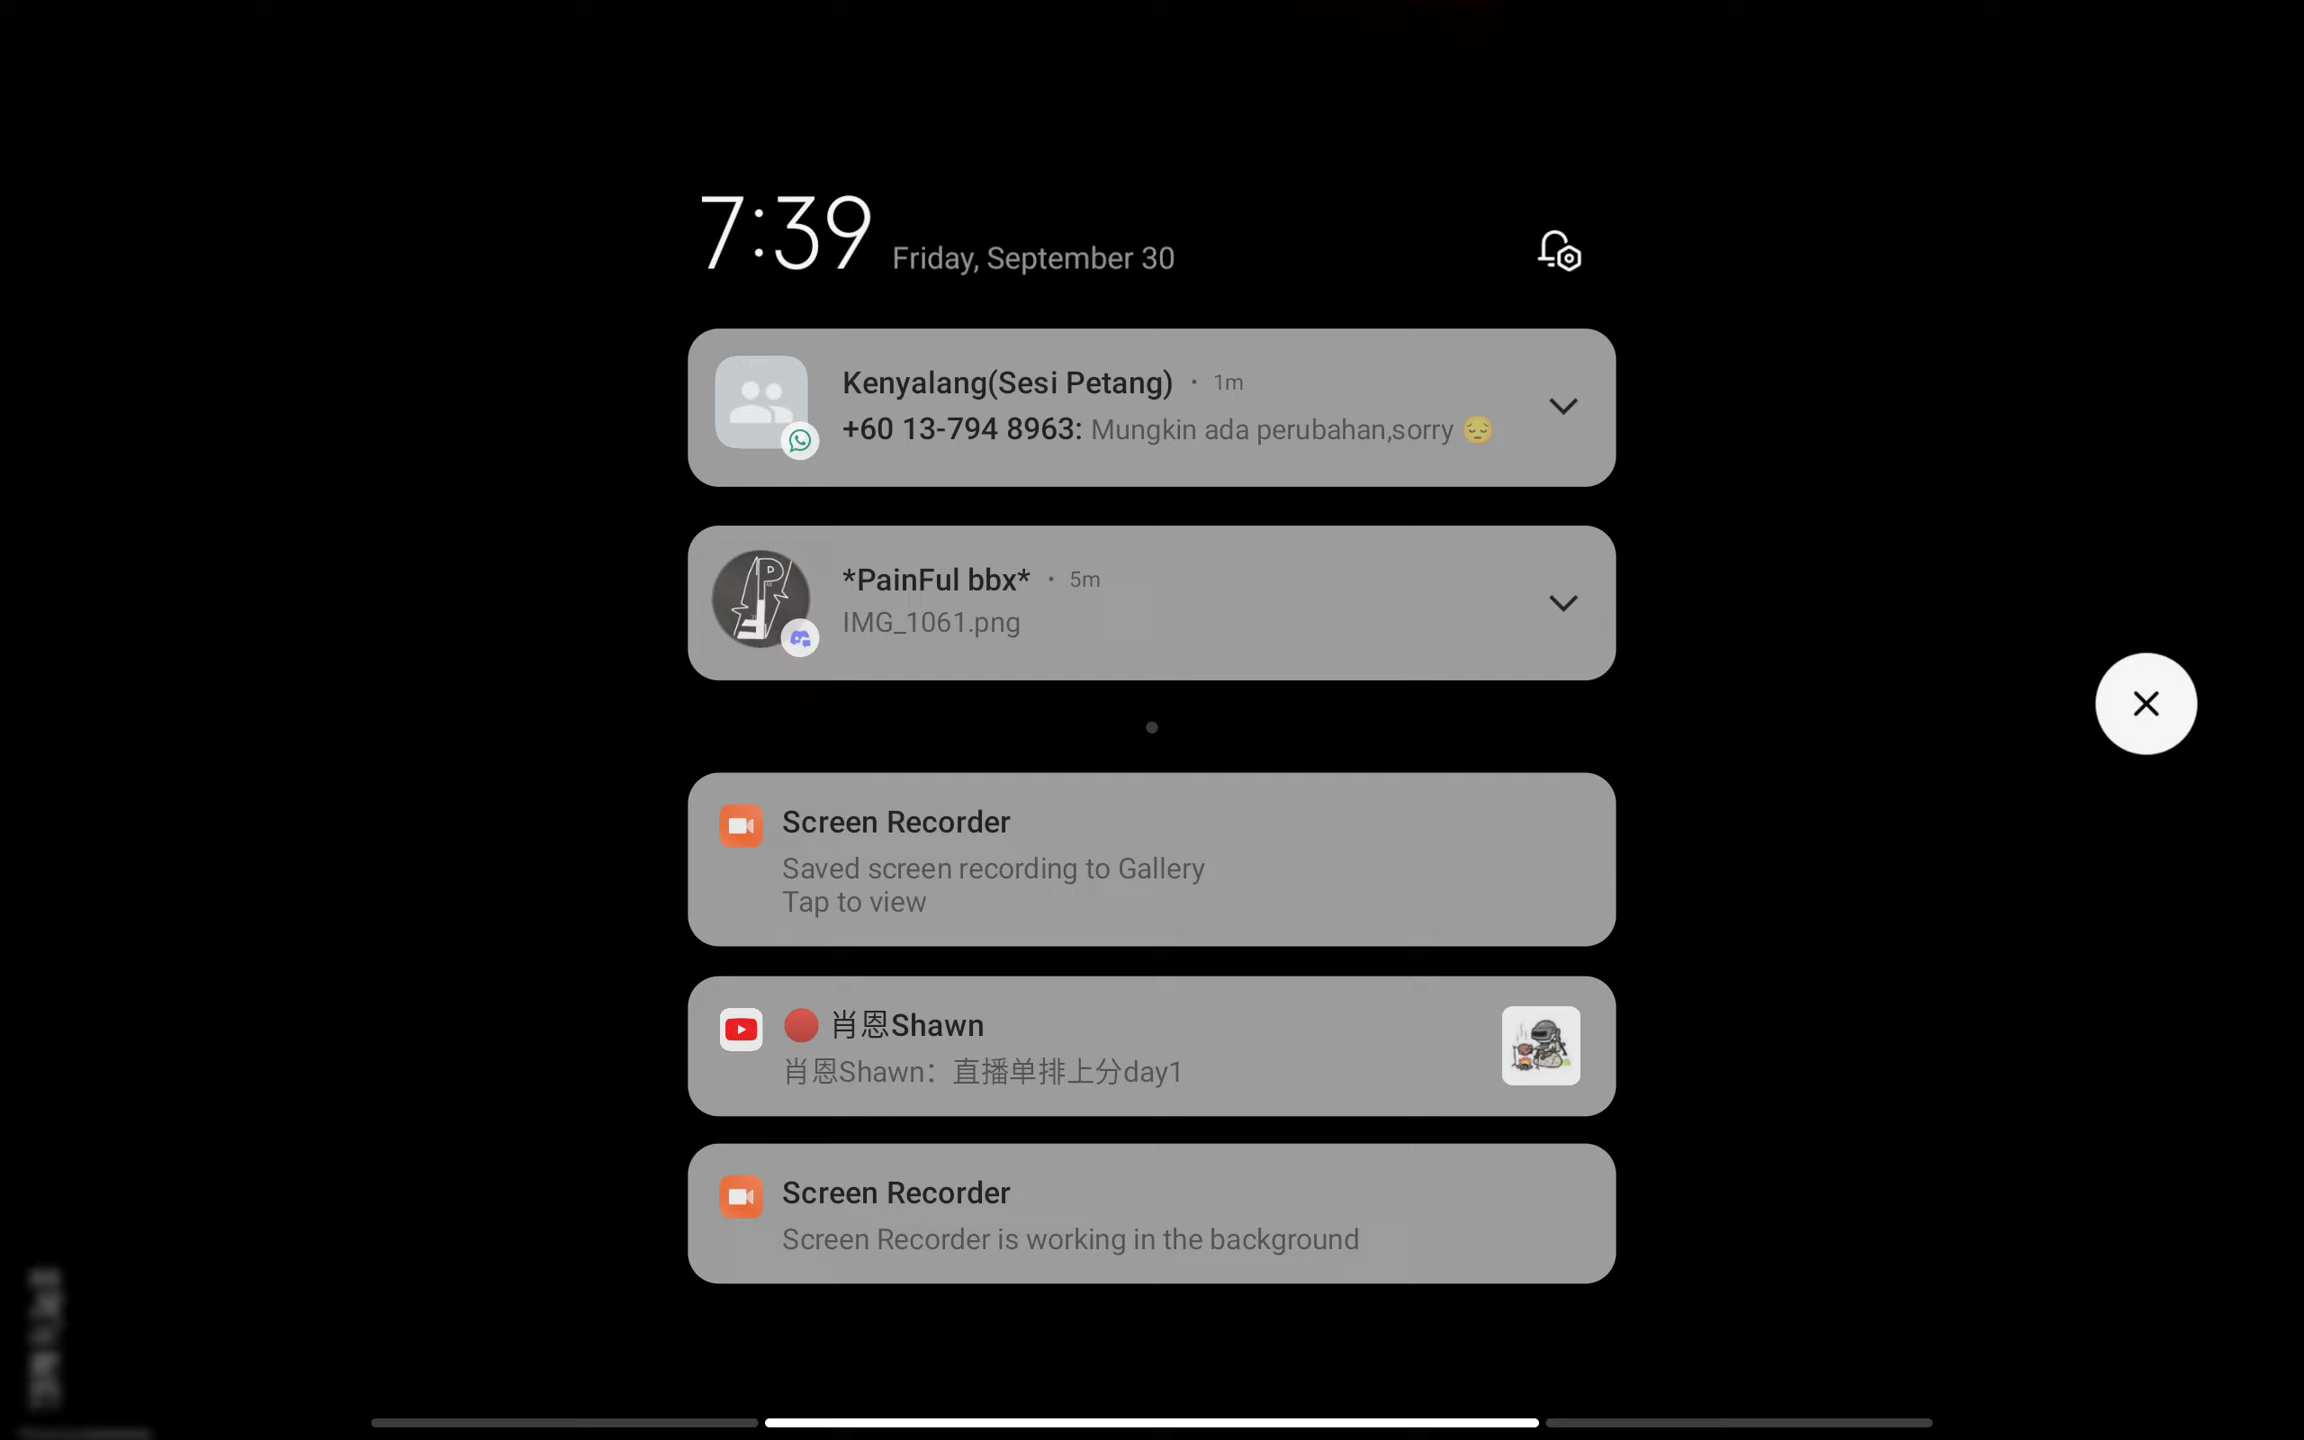 7:39 Friday, September 30
Kenyalang(Sesi Petang) • 1m
+60 13-794 8963: Mungkin ada perubahan,sorry 😔
*PainFul bbx* • 5m
IMG_1061.png
Screen Recorder
Saved screen recording to Gallery
Tap to view
🔴 肖恩Shawn
肖恩Shawn：直播单排上分day1
Screen Recorder
Screen Recorder is working in the background